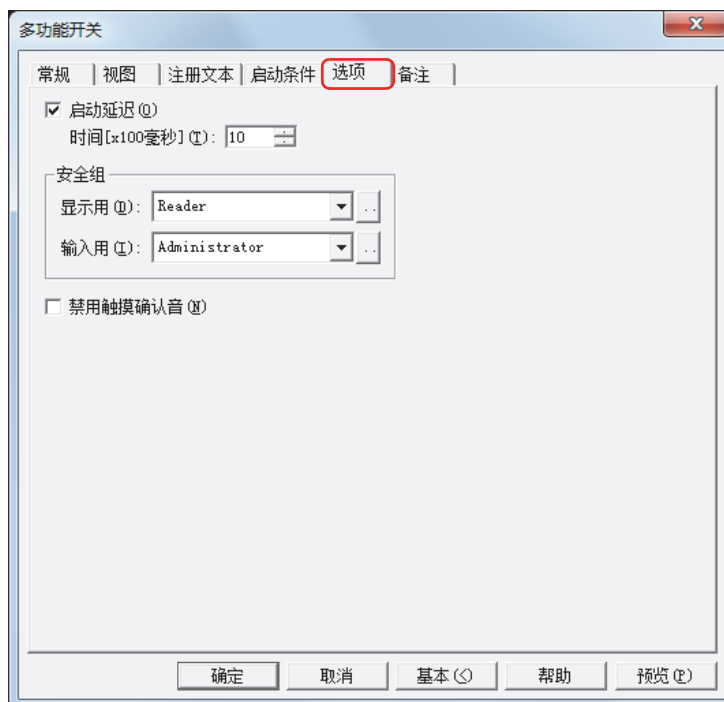 多功能开关
常规 视图 注册文本 启动条件 选项 备注
启动延迟(O)
时间[x100毫秒](T): 10
安全组
显示用(D): Reader ..
输入用(I): Administrator ..
禁用触摸确认音(N)
确定 取消 基本(<) 帮助 预览(P)